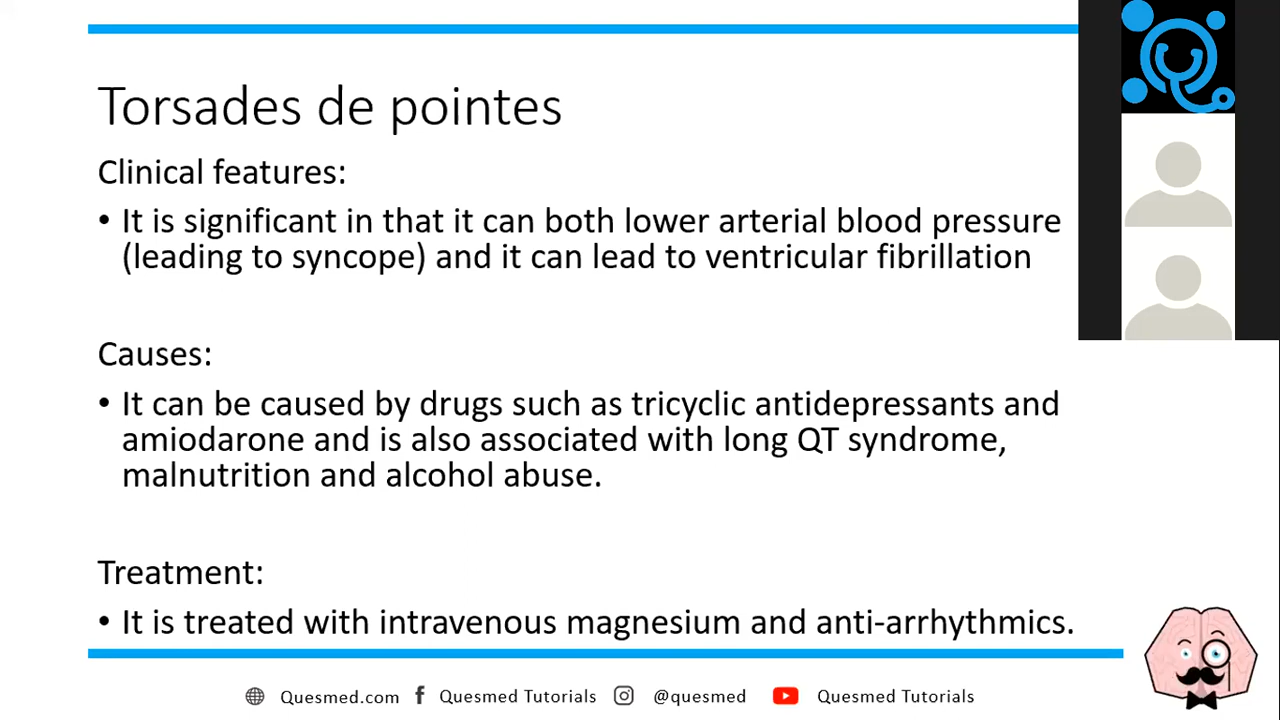 Torsades de pointes
Clinical features:
• It is significant in that it can both lower arterial blood pressure
(leading to syncope) and it can lead to ventricular fibrillation
Causes:
• It can be caused by drugs such as tricyclic antidepressants and
amiodarone and is also associated with long QT syndrome,
malnutrition and alcohol abuse.
Treatment:
• It is treated with intravenous magnesium and anti-arrhythmics.
Quesmed.com Quesmed Tutorials @quesmed Quesmed Tutorials